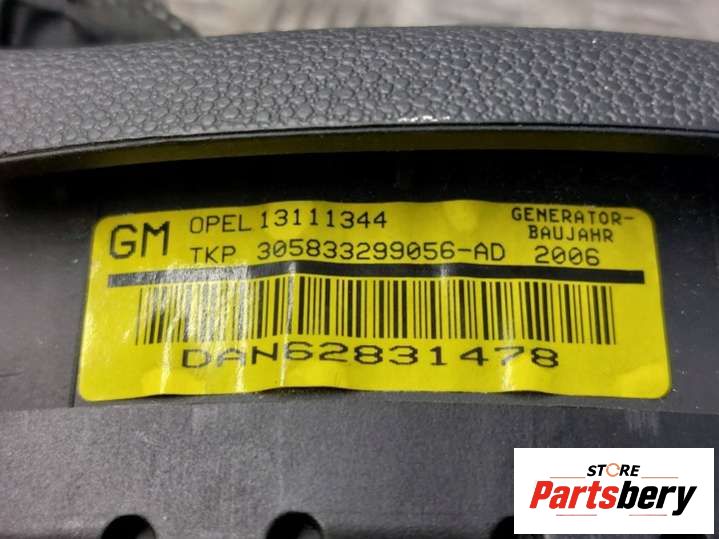 GM OPEL 13111344 GENERATOR-
BAUJAHR
TKP 305833299056-AD 2006
DAN62831478
STORE
Partsbery